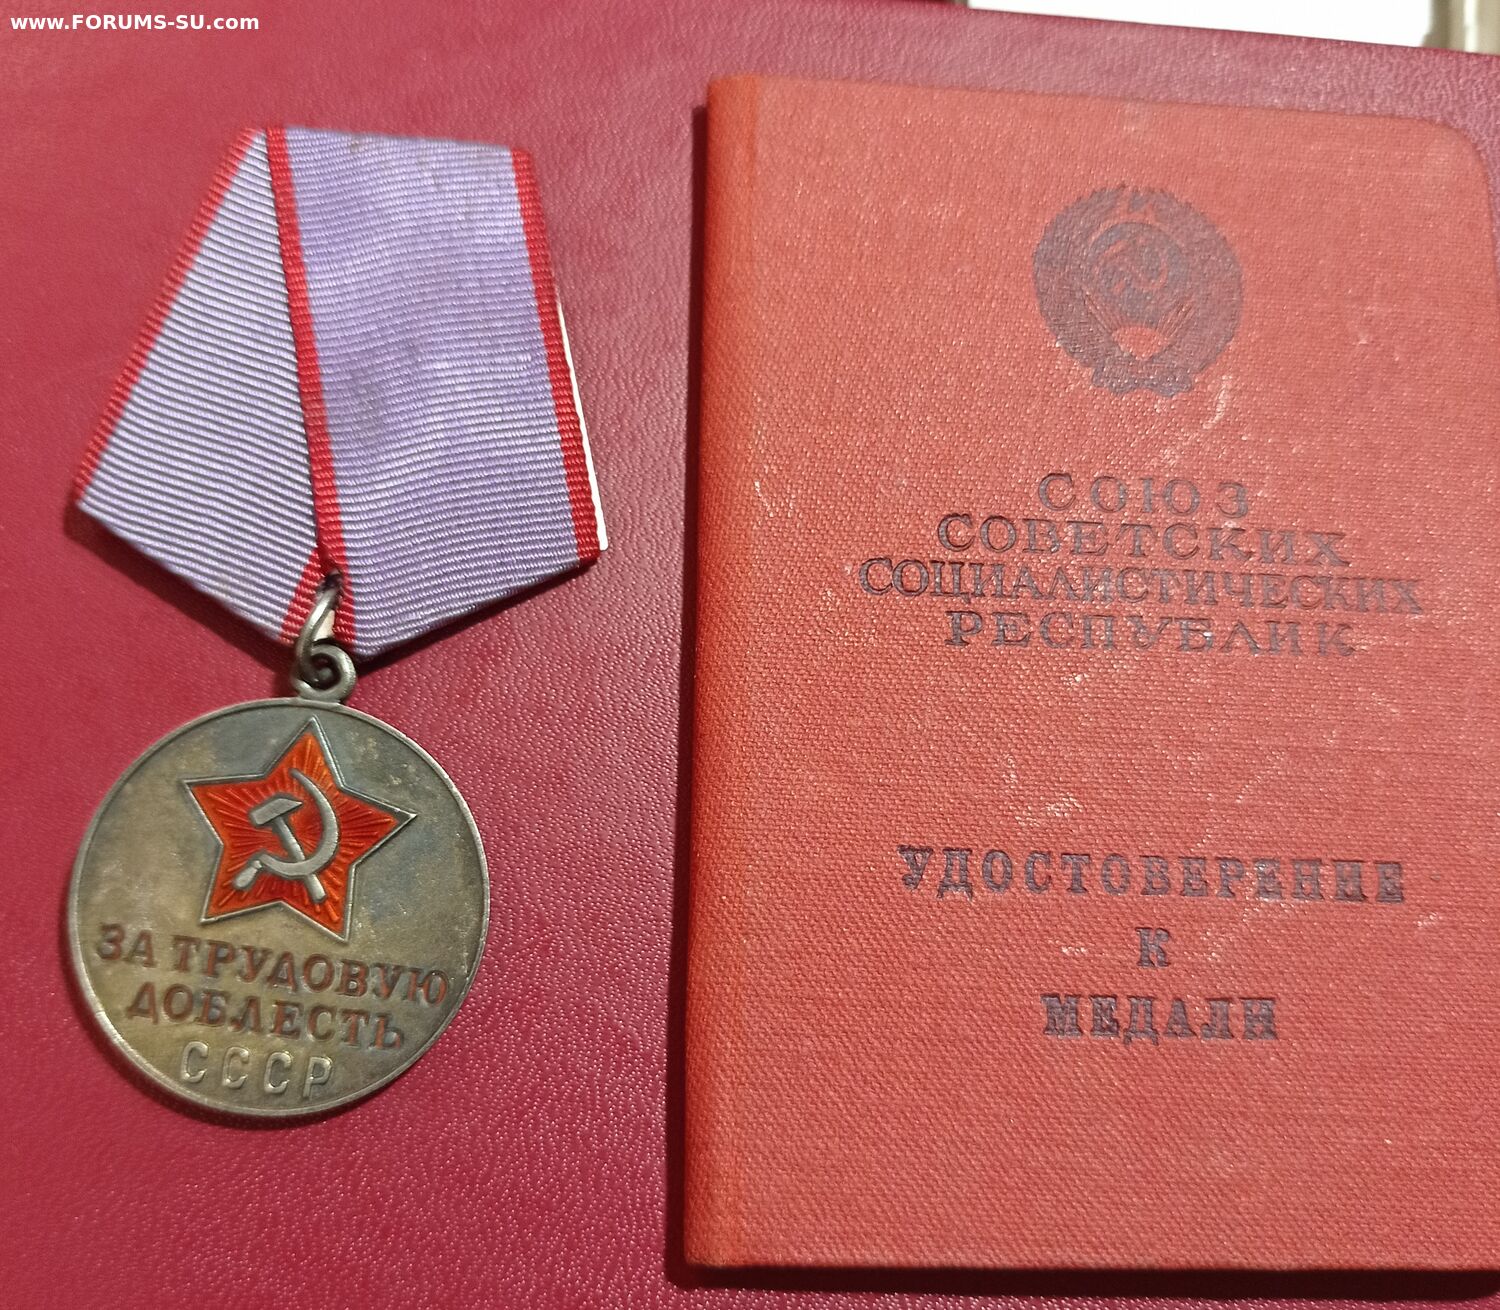 www.FORUMS-SU.com
ЗА ТРУДОВУЮ
ДОБЛЕСТЬ
СССР
СОЮЗ
СОВЕТСКИХ
СОЦИАЛИСТИЧЕСКИХ
РЕСПУБЛИК
УДОСТОВЕРЕНИЕ
К
МЕДАЛИ